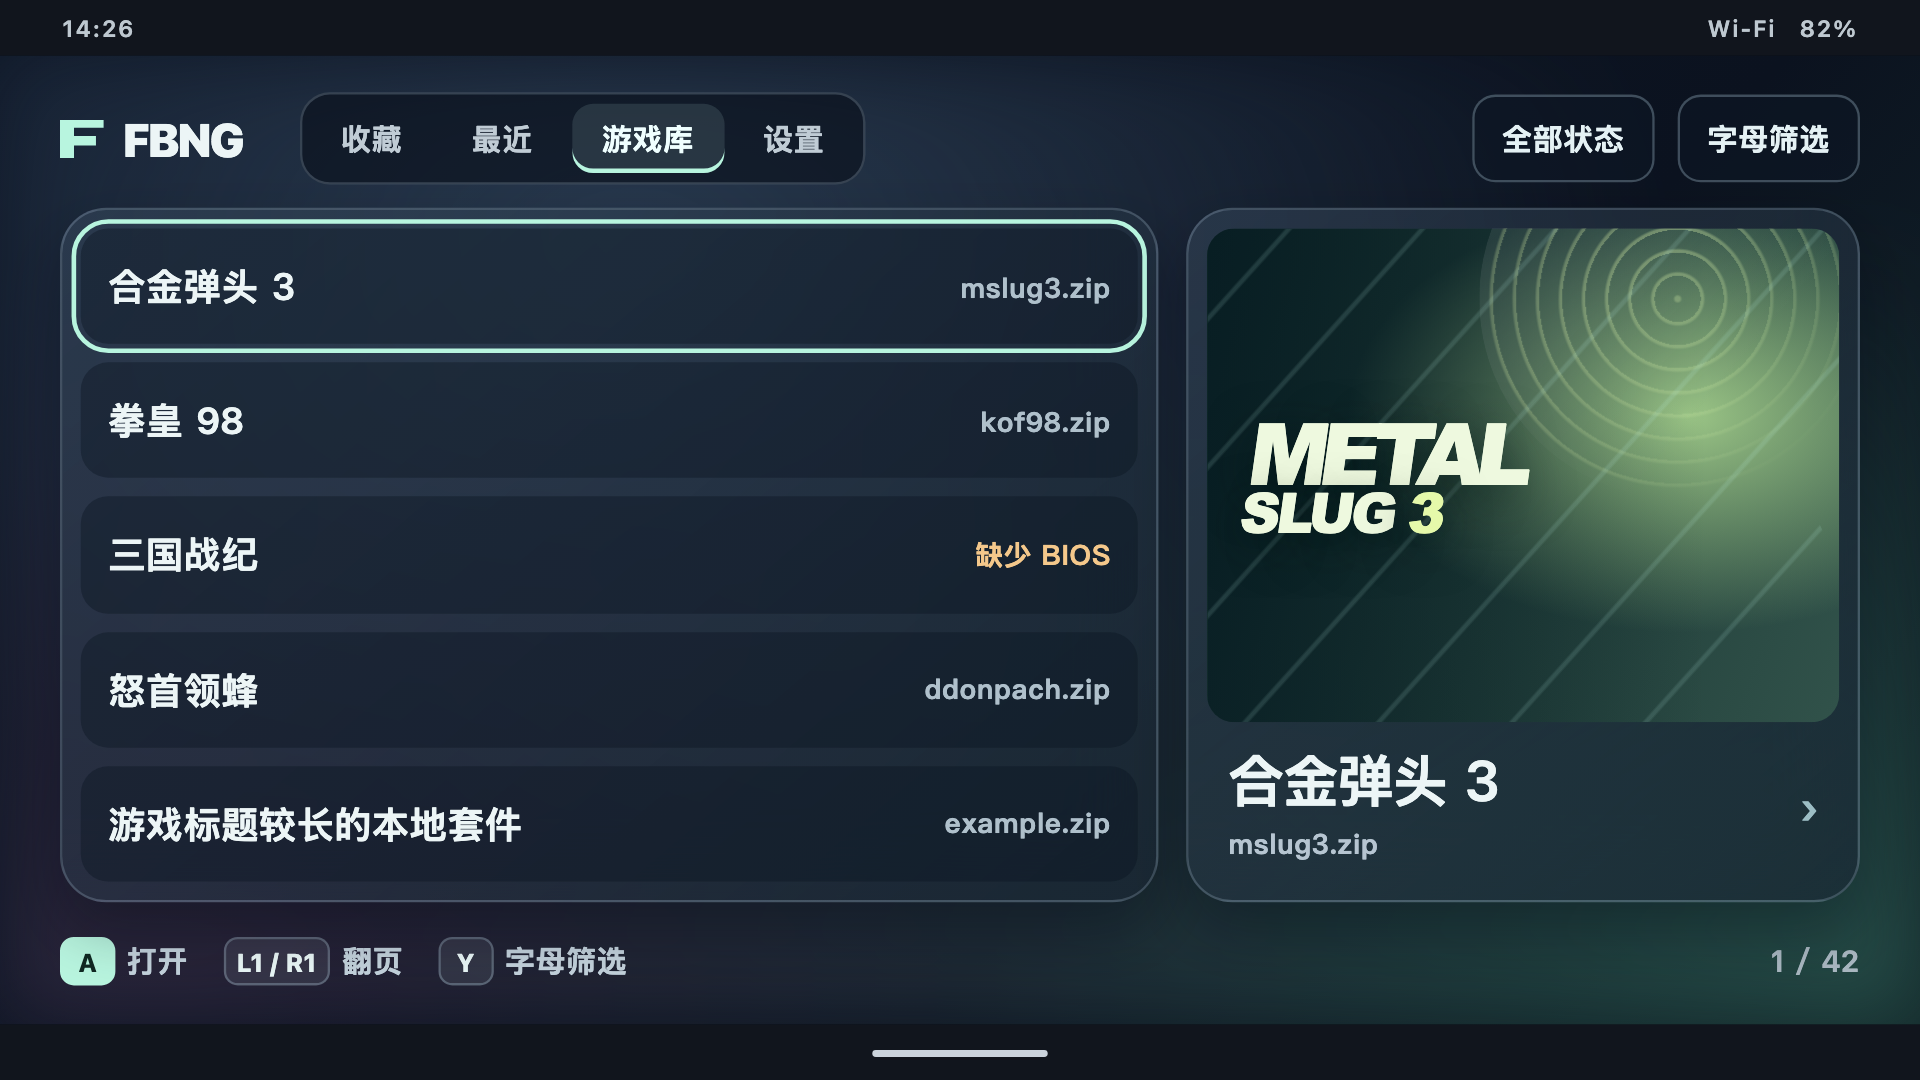 14:26
Wi-Fi 82%
FBNG
收藏 最近 游戏库 设置
全部状态 字母筛选
合金弹头 3 mslug3.zip
拳皇 98 kof98.zip
三国战纪 缺少 BIOS
怒首领蜂 ddonpach.zip
游戏标题较长的本地套件 example.zip
METAL
SLUG 3
合金弹头 3
mslug3.zip
A 打开 L1 / R1 翻页 Y 字母筛选
1 / 42